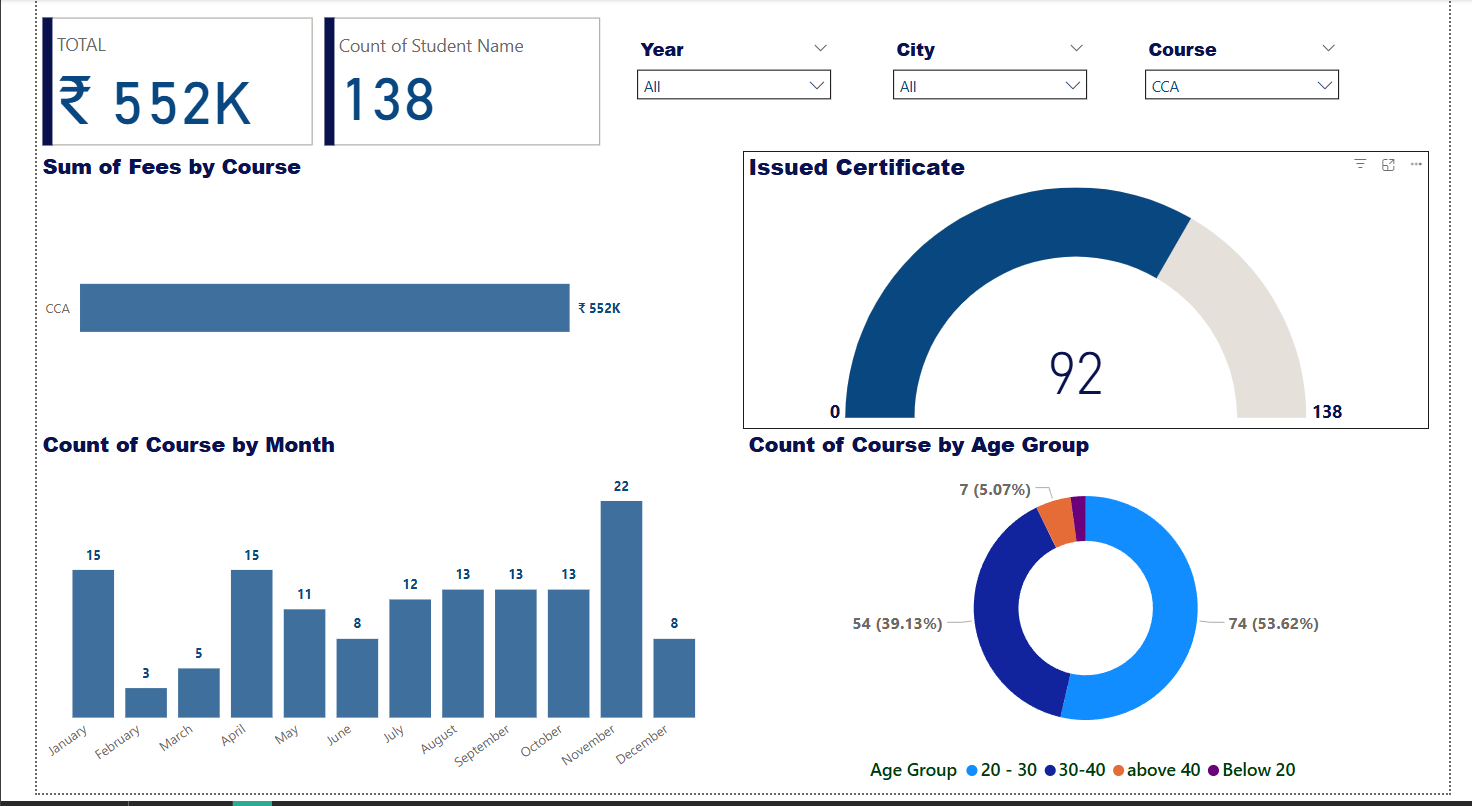 TOTAL
₹ 552K
Count of Student Name
138
Year
All
City
All
Course
CCA
Sum of Fees by Course
CCA
₹ 552K
Issued Certificate
92
0
138
Count of Course by Month
15
3
5
15
11
8
12
13
13
13
22
8
January
February
March
April
May
June
July
August
September
October
November
December
Count of Course by Age Group
7 (5.07%)
54 (39.13%)
74 (53.62%)
Age Group 20 - 30 30-40 above 40 Below 20